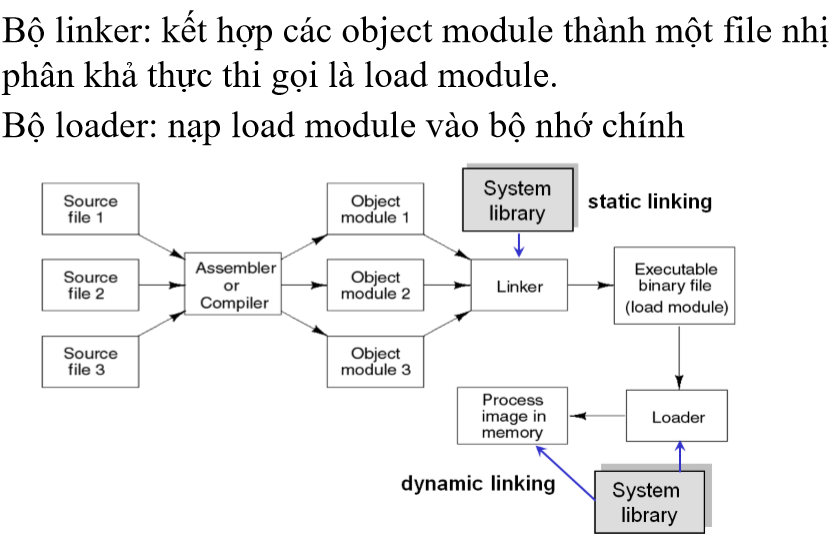 Bộ linker: kết hợp các object module thành một file nhị
phân khả thực thi gọi là load module.
Bộ loader: nạp load module vào bộ nhớ chính
Source
file 1
Object
module 1
System
library
static linking
Source
file 2
Assembler
or
Compiler
Object
module 2
Linker
Executable
binary file
(load module)
Source
file 3
Object
module 3
Process
image in
memory
Loader
dynamic linking
System
library